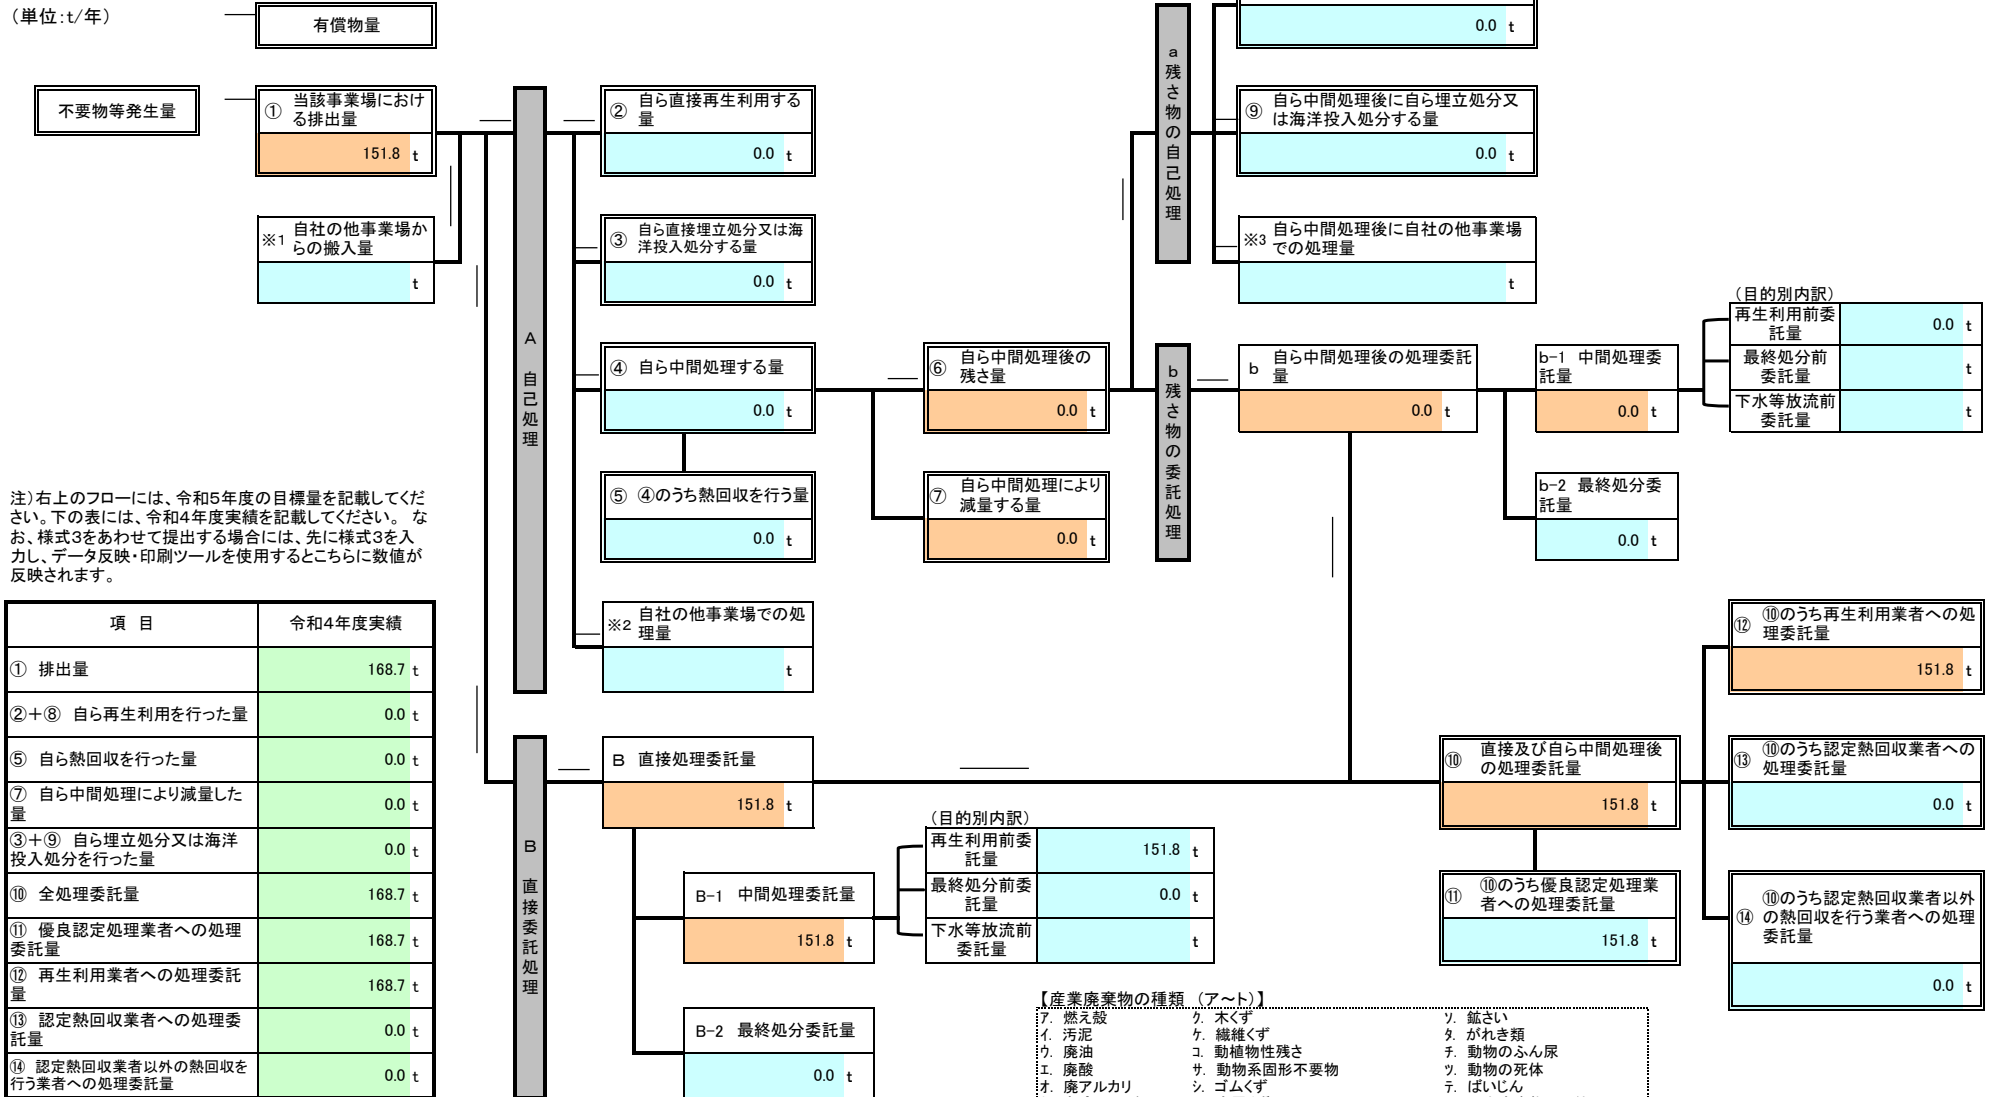 （単位：t/年）
有償物量
不要物等発生量
① 当該事業場におけ
る排出量
151.8 t
※1 自社の他事業場か
らの搬入量
t
A 自己処理
② 自ら直接再生利用する
量
0.0 t
③ 自ら直接埋立処分又は海
洋投入処分する量
0.0 t
④ 自ら中間処理する量
0.0 t
⑤ ④のうち熱回収を行う量
0.0 t
※2 自社の他事業場での処
理量
t
⑥ 自ら中間処理後の
残さ量
0.0 t
⑦ 自ら中間処理により
減量する量
0.0 t
a 残さ物の自己処理
0.0 t
⑨ 自ら中間処理後に自ら埋立処分又
は海洋投入処分する量
0.0 t
※3 自ら中間処理後に自社の他事業場
での処理量
t
b 残さ物の委託処理
b 自ら中間処理後の処理委託
量
0.0 t
b-1 中間処理委
託量
0.0 t
b-2 最終処分委
託量
0.0 t
（目的別内訳）
再生利用前委
託量
0.0 t
最終処分前
委託量
t
下水等放流前
委託量
t
注）右上のフローには、令和５年度の目標量を記載してくだ
さい。下の表には、令和４年度実績を記載してください。 な
お、様式３をあわせて提出する場合には、先に様式３を入
力し、データ反映・印刷ツールを使用するとこちらに数値が
反映されます。
項 目 令和４年度実績
① 排出量 168.7 t
②＋⑧ 自ら再生利用を行った量 0.0 t
⑤ 自ら熱回収を行った量 0.0 t
⑦ 自ら中間処理により減量した
量 0.0 t
③＋⑨ 自ら埋立処分又は海洋
投入処分を行った量 0.0 t
⑩ 全処理委託量 168.7 t
⑪ 優良認定処理業者への処理
委託量 168.7 t
⑫ 再生利用業者への処理委託
量 168.7 t
⑬ 認定熱回収業者への処理委
託量 0.0 t
⑭ 認定熱回収業者以外の熱回収を
行う業者への処理委託量 0.0 t
B 直接委託処理
B 直接処理委託量
151.8 t
B-1 中間処理委託量
151.8 t
B-2 最終処分委託量
0.0 t
（目的別内訳）
再生利用前委
託量
151.8 t
最終処分前委
託量
0.0 t
下水等放流前
委託量
t
⑩ 直接及び自ら中間処理後
の処理委託量
151.8 t
⑪ ⑩のうち優良認定処理業
者への処理委託量
151.8 t
⑫ ⑩のうち再生利用業者への処
理委託量
151.8 t
⑬ ⑩のうち認定熱回収業者への
処理委託量
0.0 t
⑭ ⑩のうち認定熱回収業者以外
の熱回収を行う業者への処理
委託量
0.0 t
【産業廃棄物の種類 （ア～ト）】
ｱ. 燃え殻 ｸ. 木くず ｿ. 鉱さい
ｲ. 汚泥 ｹ. 繊維くず ﾀ. がれき類
ｳ. 廃油 ｺ. 動植物性残さ ﾁ. 動物のふん尿
ｴ. 廃酸 ｻ. 動物系固形不要物 ﾂ. 動物の死体
ｵ. 廃アルカリ ｼ. ゴムくず ﾃ. ばいじん